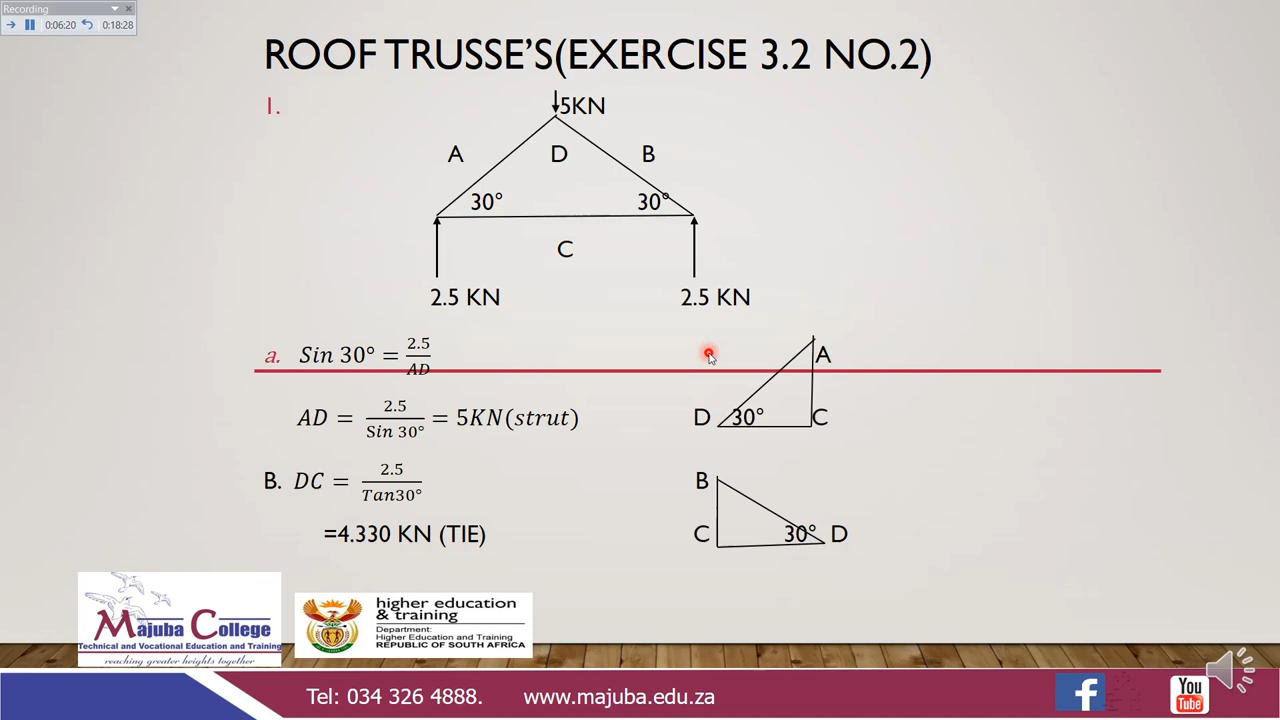 Recording
0:06:20 0:18:28
ROOF TRUSSE'S(EXERCISE 3.2 NO.2)
1.
5KN
A D B
30° 30°
C
2.5 KN 2.5 KN
a. Sin 30° = 2.5/AD
AD = 2.5/Sin 30° = 5KN(strut)
B. DC = 2.5/Tan30°
=4.330 KN (TIE)
A
D 30° C
B
C 30° D
Majuba College
Technical and Vocational Education and Training
reaching greater heights together
higher education
& training
Department:
Higher Education and Training
REPUBLIC OF SOUTH AFRICA
Tel: 034 326 4888. www.majuba.edu.za
f
You
Tube